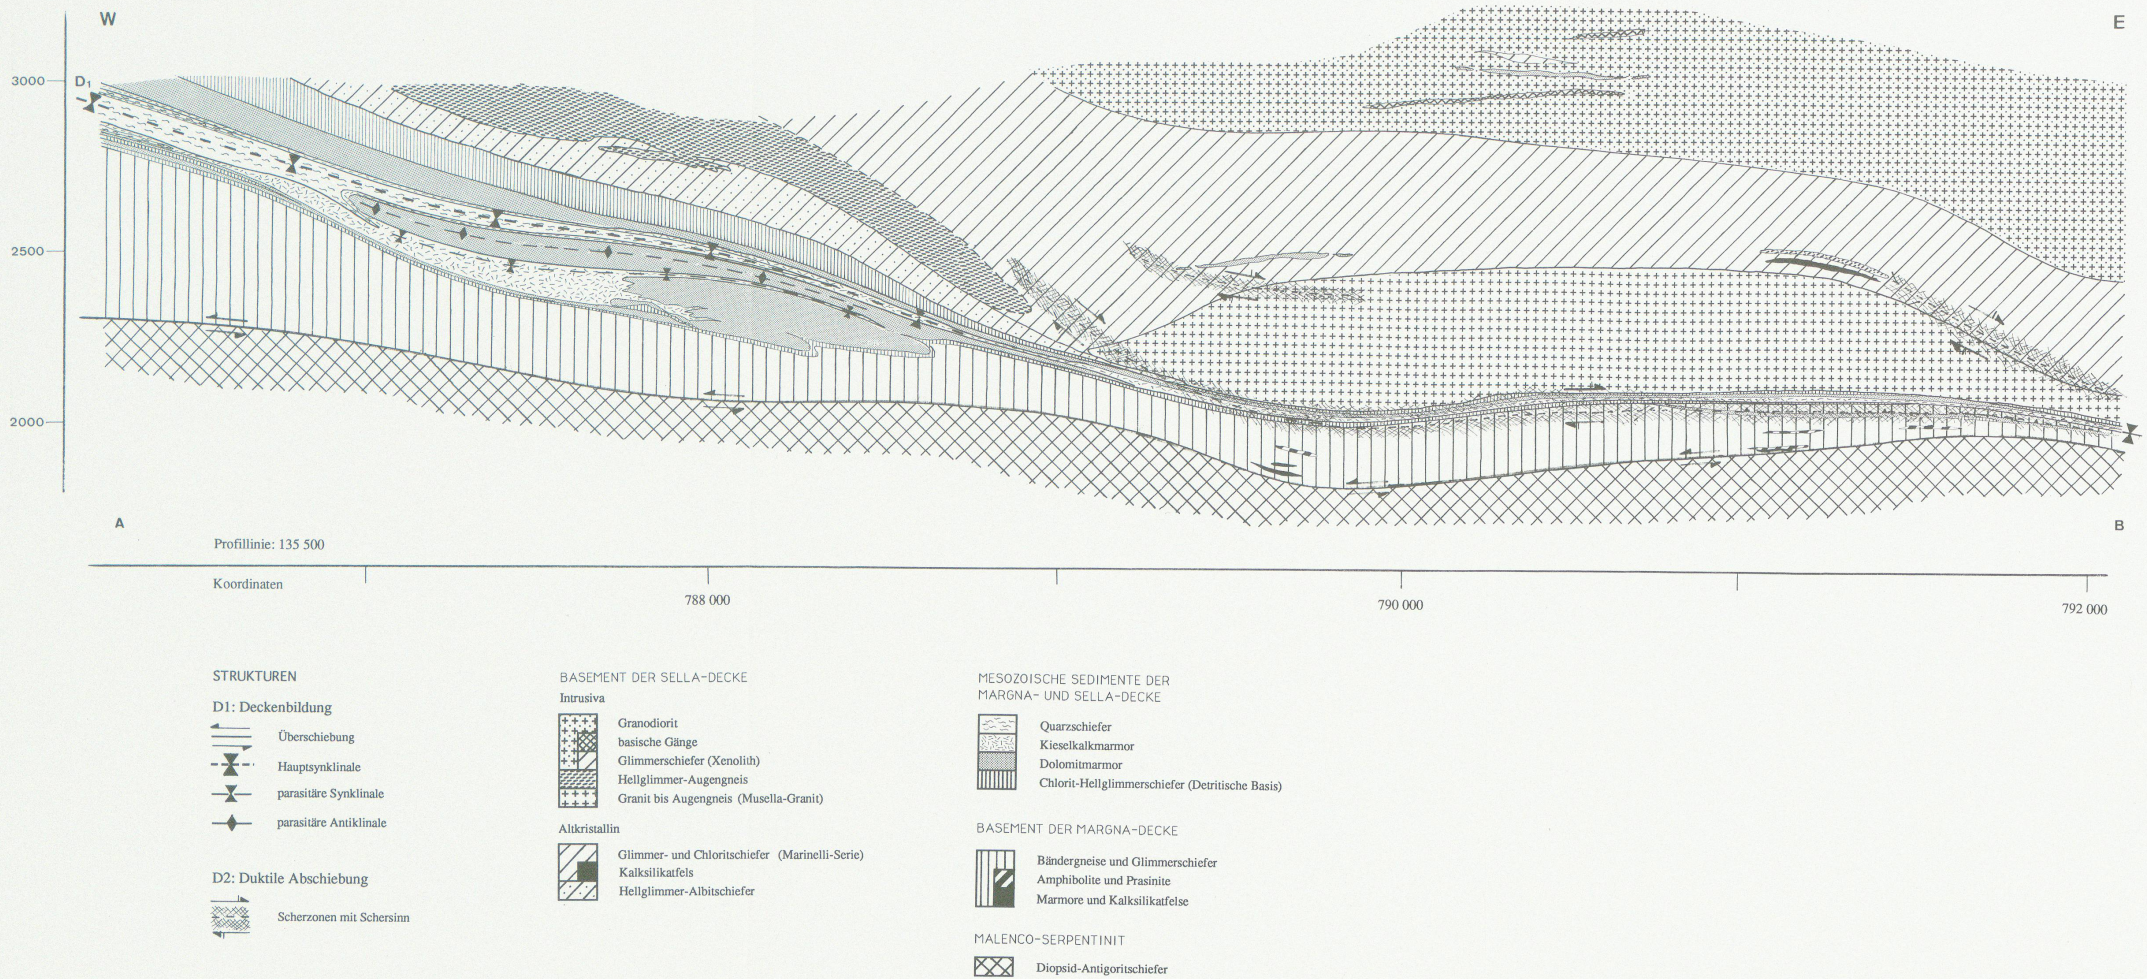 W
E
3000
D1
2500
2000
A
B
Profillinie: 135 500
Koordinaten
788 000
790 000
792 000
STRUKTUREN
D1: Deckenbildung
Überschiebung
Hauptsynklinale
parasitäre Synklinale
parasitäre Antiklinale
D2: Duktile Abschiebung
Scherzonen mit Schersinn
BASEMENT DER SELLA-DECKE
Intrusiva
Granodiorit
basische Gänge
Glimmerschiefer (Xenolith)
Hellglimmer-Augengneis
Granit bis Augengneis (Musella-Granit)
Altkristallin
Glimmer- und Chloritschiefer (Marinelli-Serie)
Kalksilikatfels
Hellglimmer-Albitschiefer
MESOZOISCHE SEDIMENTE DER
MARGNA- UND SELLA-DECKE
Quarzschiefer
Kieselkalkmarmor
Dolomitmarmor
Chlorit-Hellglimmerschiefer (Detritische Basis)
BASEMENT DER MARGNA-DECKE
Bändergneise und Glimmerschiefer
Amphibolite und Prasinite
Marmore und Kalksilikatfelse
MALENCO-SERPENTINIT
Diopsid-Antigoritschiefer